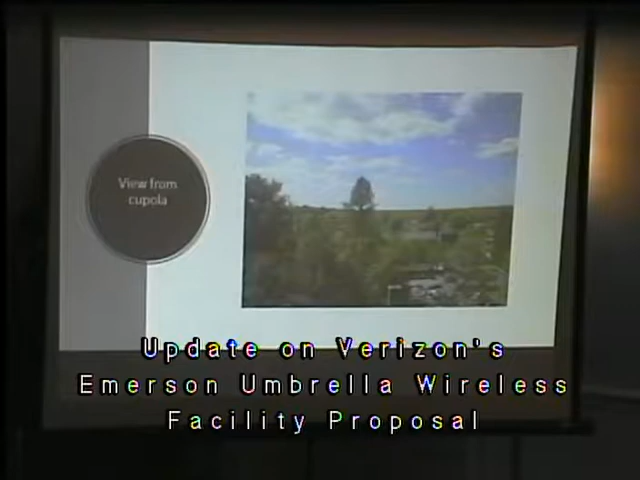 View from
cupola
Update on Verizon's
Emerson Umbrella Wireless
Facility Proposal